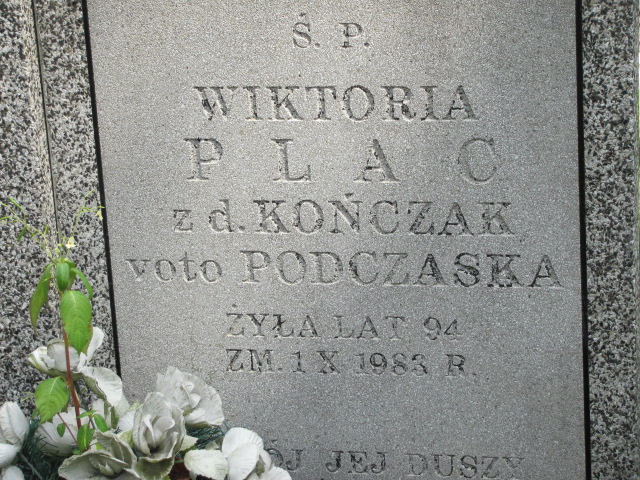 Ś. P.
WIKTORIA
PLAC
z d. KOŃCZAK
voto PODCZASKA
ŻYŁA LAT 94
ZM. 1 X 1983 R.
JEJ DUSZY